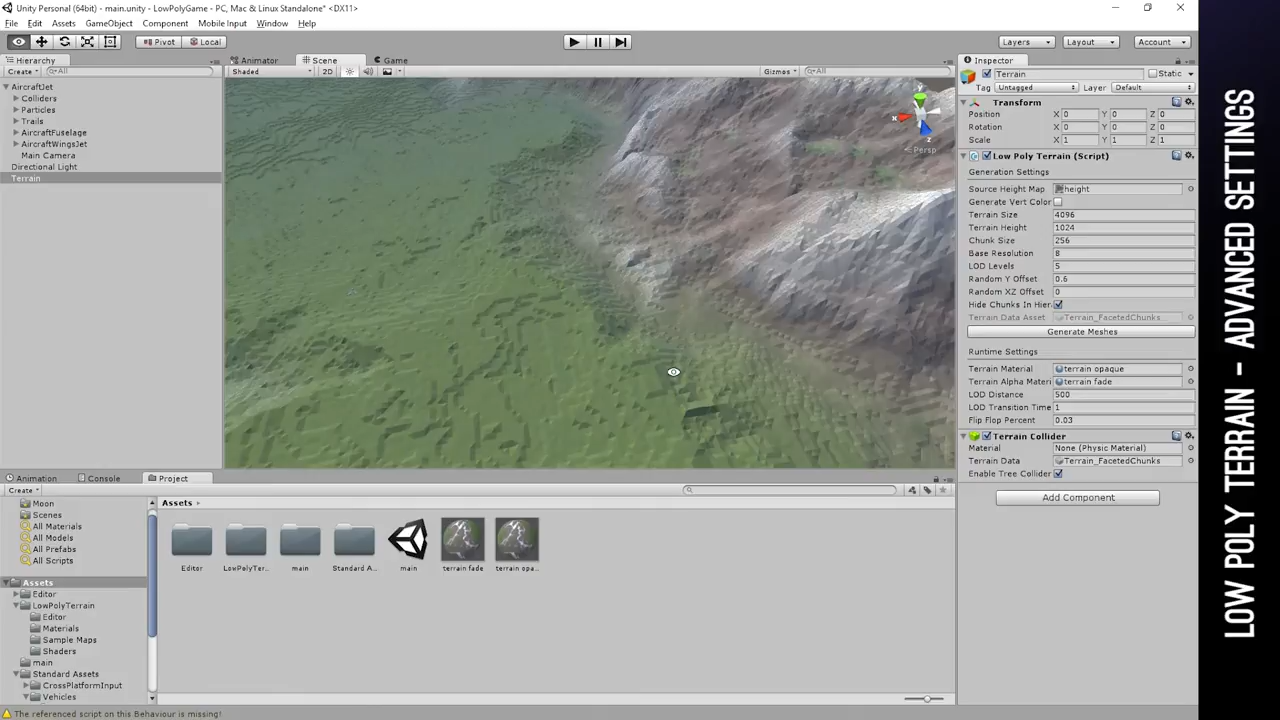 Unity Personal (64bit) - main.unity - LowPolyGame - PC, Mac & Linux Standalone* <DX11>
File Edit Assets GameObject Component Mobile Input Window Help
Pivot Local Layers Layout Account
Hierarchy
Create All
AircraftJet
Colliders
Particles
Trails
AircraftFuselage
AircraftWingsJet
Main Camera
Directional Light
Terrain
Animator Scene Game
Shaded 2D Gizmos All
y
x
z
Persp
Inspector
Terrain Static
Tag Untagged Layer Default
Transform
Position X 0 Y 0 Z 0
Rotation X 0 Y 0 Z 0
Scale X 1 Y 1 Z 1
Low Poly Terrain (Script)
Generation Settings
Source Height Map height
Generate Vert Color
Terrain Size 4096
Terrain Height 1024
Chunk Size 256
Base Resolution 8
LOD Levels 5
Random Y Offset 0.6
Random XZ Offset 0
Hide Chunks In Hier
Terrain Data Asset Terrain_FacetedChunks
Generate Meshes
Runtime Settings
Terrain Material terrain opaque
Terrain Alpha Materi terrain fade
LOD Distance 500
LOD Transition Time 1
Flip Flop Percent 0.03
Terrain Collider
Material None (Physic Material)
Terrain Data Terrain_FacetedChunks
Enable Tree Collider
Add Component
Animation Console Project
Create
Moon
Scenes
All Materials
All Models
All Prefabs
All Scripts
Assets
Editor
LowPolyTerrain
Editor
Materials
Sample Maps
Shaders
main
Standard Assets
CrossPlatformInput
Vehicles
Assets
Editor LowPolyTer... main Standard A... main terrain fade terrain opa...
The referenced script on this Behaviour is missing!
LOW POLY TERRAIN - ADVANCED SETTINGS